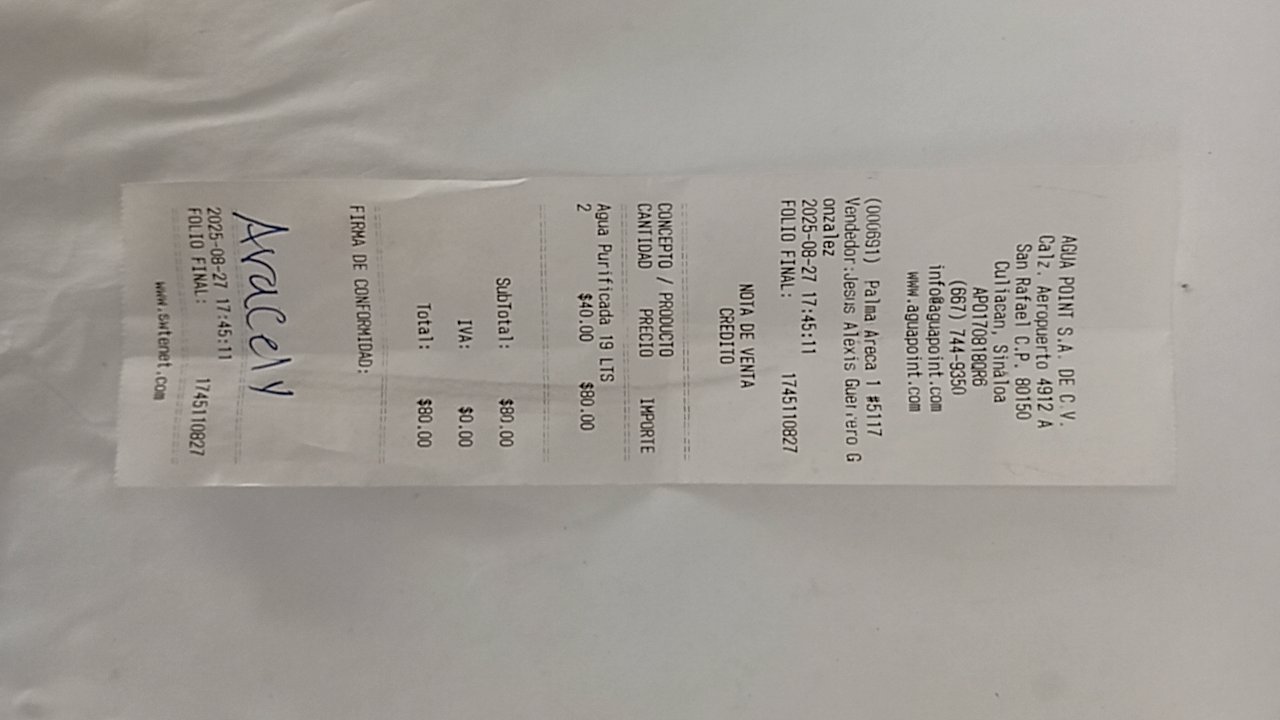 AGUA POINT S.A. DE C.V.
Calz. Aeropuerto 4912 A
San Rafael C.P. 80150
Culiacan, Sinaloa
APO170818QR6
(667) 744-9350
info@aguapoint.com
www.aguapoint.com
(000691) Palma Areca 1 #5117
Vendedor:Jesus Alexis Guerrero G
onzalez
2025-08-27 17:45:11
FOLIO FINAL: 1745110827
NOTA DE VENTA
CREDITO
CONCEPTO / PRODUCTO
CANTIDAD PRECIO IMPORTE
Agua Purificada 19 LTS
2 $40.00 $80.00
SubTotal: $80.00
IVA: $0.00
Total: $80.00
FIRMA DE CONFORMIDAD:
Aracely
2025-08-27 17:45:11
FOLIO FINAL: 1745110827
www.ewtenet.com